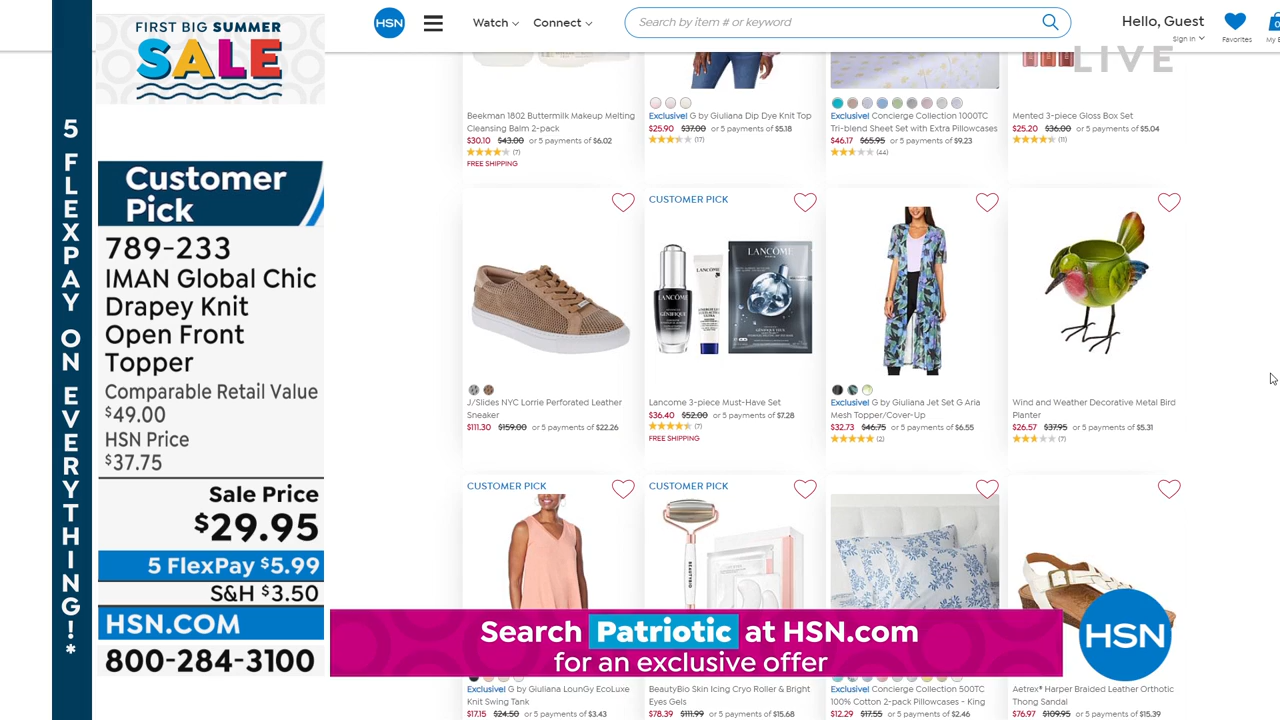 FIRST BIG SUMMER
SALE
5 FLEXPAY ON EVERYTHING!*
Customer
Pick
789-233
IMAN Global Chic
Drapey Knit
Open Front
Topper
Comparable Retail Value
$49.00
HSN Price
$37.75
Sale Price
$29.95
5 FlexPay $5.99
S&H $3.50
HSN.COM
800-284-3100
HSN
Watch
Connect
Search by item # or keyword
Hello, Guest
Sign In
Favorites
LIVE
Beekman 1802 Buttermilk Makeup Melting
Cleansing Balm 2-pack
$30.10 $43.00 or 5 payments of $6.02
(7)
FREE SHIPPING
Exclusive! G by Giuliana Dip Dye Knit Top
$25.90 $37.00 or 5 payments of $5.18
(17)
Exclusive! Concierge Collection 1000TC
Tri-blend Sheet Set with Extra Pillowcases
$46.17 $65.95 or 5 payments of $9.23
(44)
Mented 3-piece Gloss Box Set
$25.20 $36.00 or 5 payments of $5.04
(11)
J/Slides NYC Lorrie Perforated Leather
Sneaker
$111.30 $159.00 or 5 payments of $22.26
CUSTOMER PICK
LANCOME
LANCOME
GÉNIFIQUE
LANCOME
Lancome 3-piece Must-Have Set
$36.40 $52.00 or 5 payments of $7.28
(7)
FREE SHIPPING
Exclusive! G by Giuliana Jet Set G Aria
Mesh Topper/Cover-Up
$32.73 $46.75 or 5 payments of $6.55
(2)
Wind and Weather Decorative Metal Bird
Planter
$26.57 $37.95 or 5 payments of $5.31
(7)
CUSTOMER PICK
CUSTOMER PICK
BEAUTYBIO
Search Patriotic at HSN.com
for an exclusive offer
HSN
Exclusive! G by Giuliana LounGy EcoLuxe
Knit Swing Tank
$17.15 $24.50 or 5 payments of $3.43
BeautyBio Skin Icing Cryo Roller & Bright
Eyes Gels
$78.39 $111.99 or 5 payments of $15.68
Exclusive! Concierge Collection 500TC
100% Cotton 2-pack Pillowcases - King
$12.29 $17.55 or 5 payments of $2.46
Aetrex® Harper Braided Leather Orthotic
Thong Sandal
$76.97 $109.95 or 5 payments of $15.39